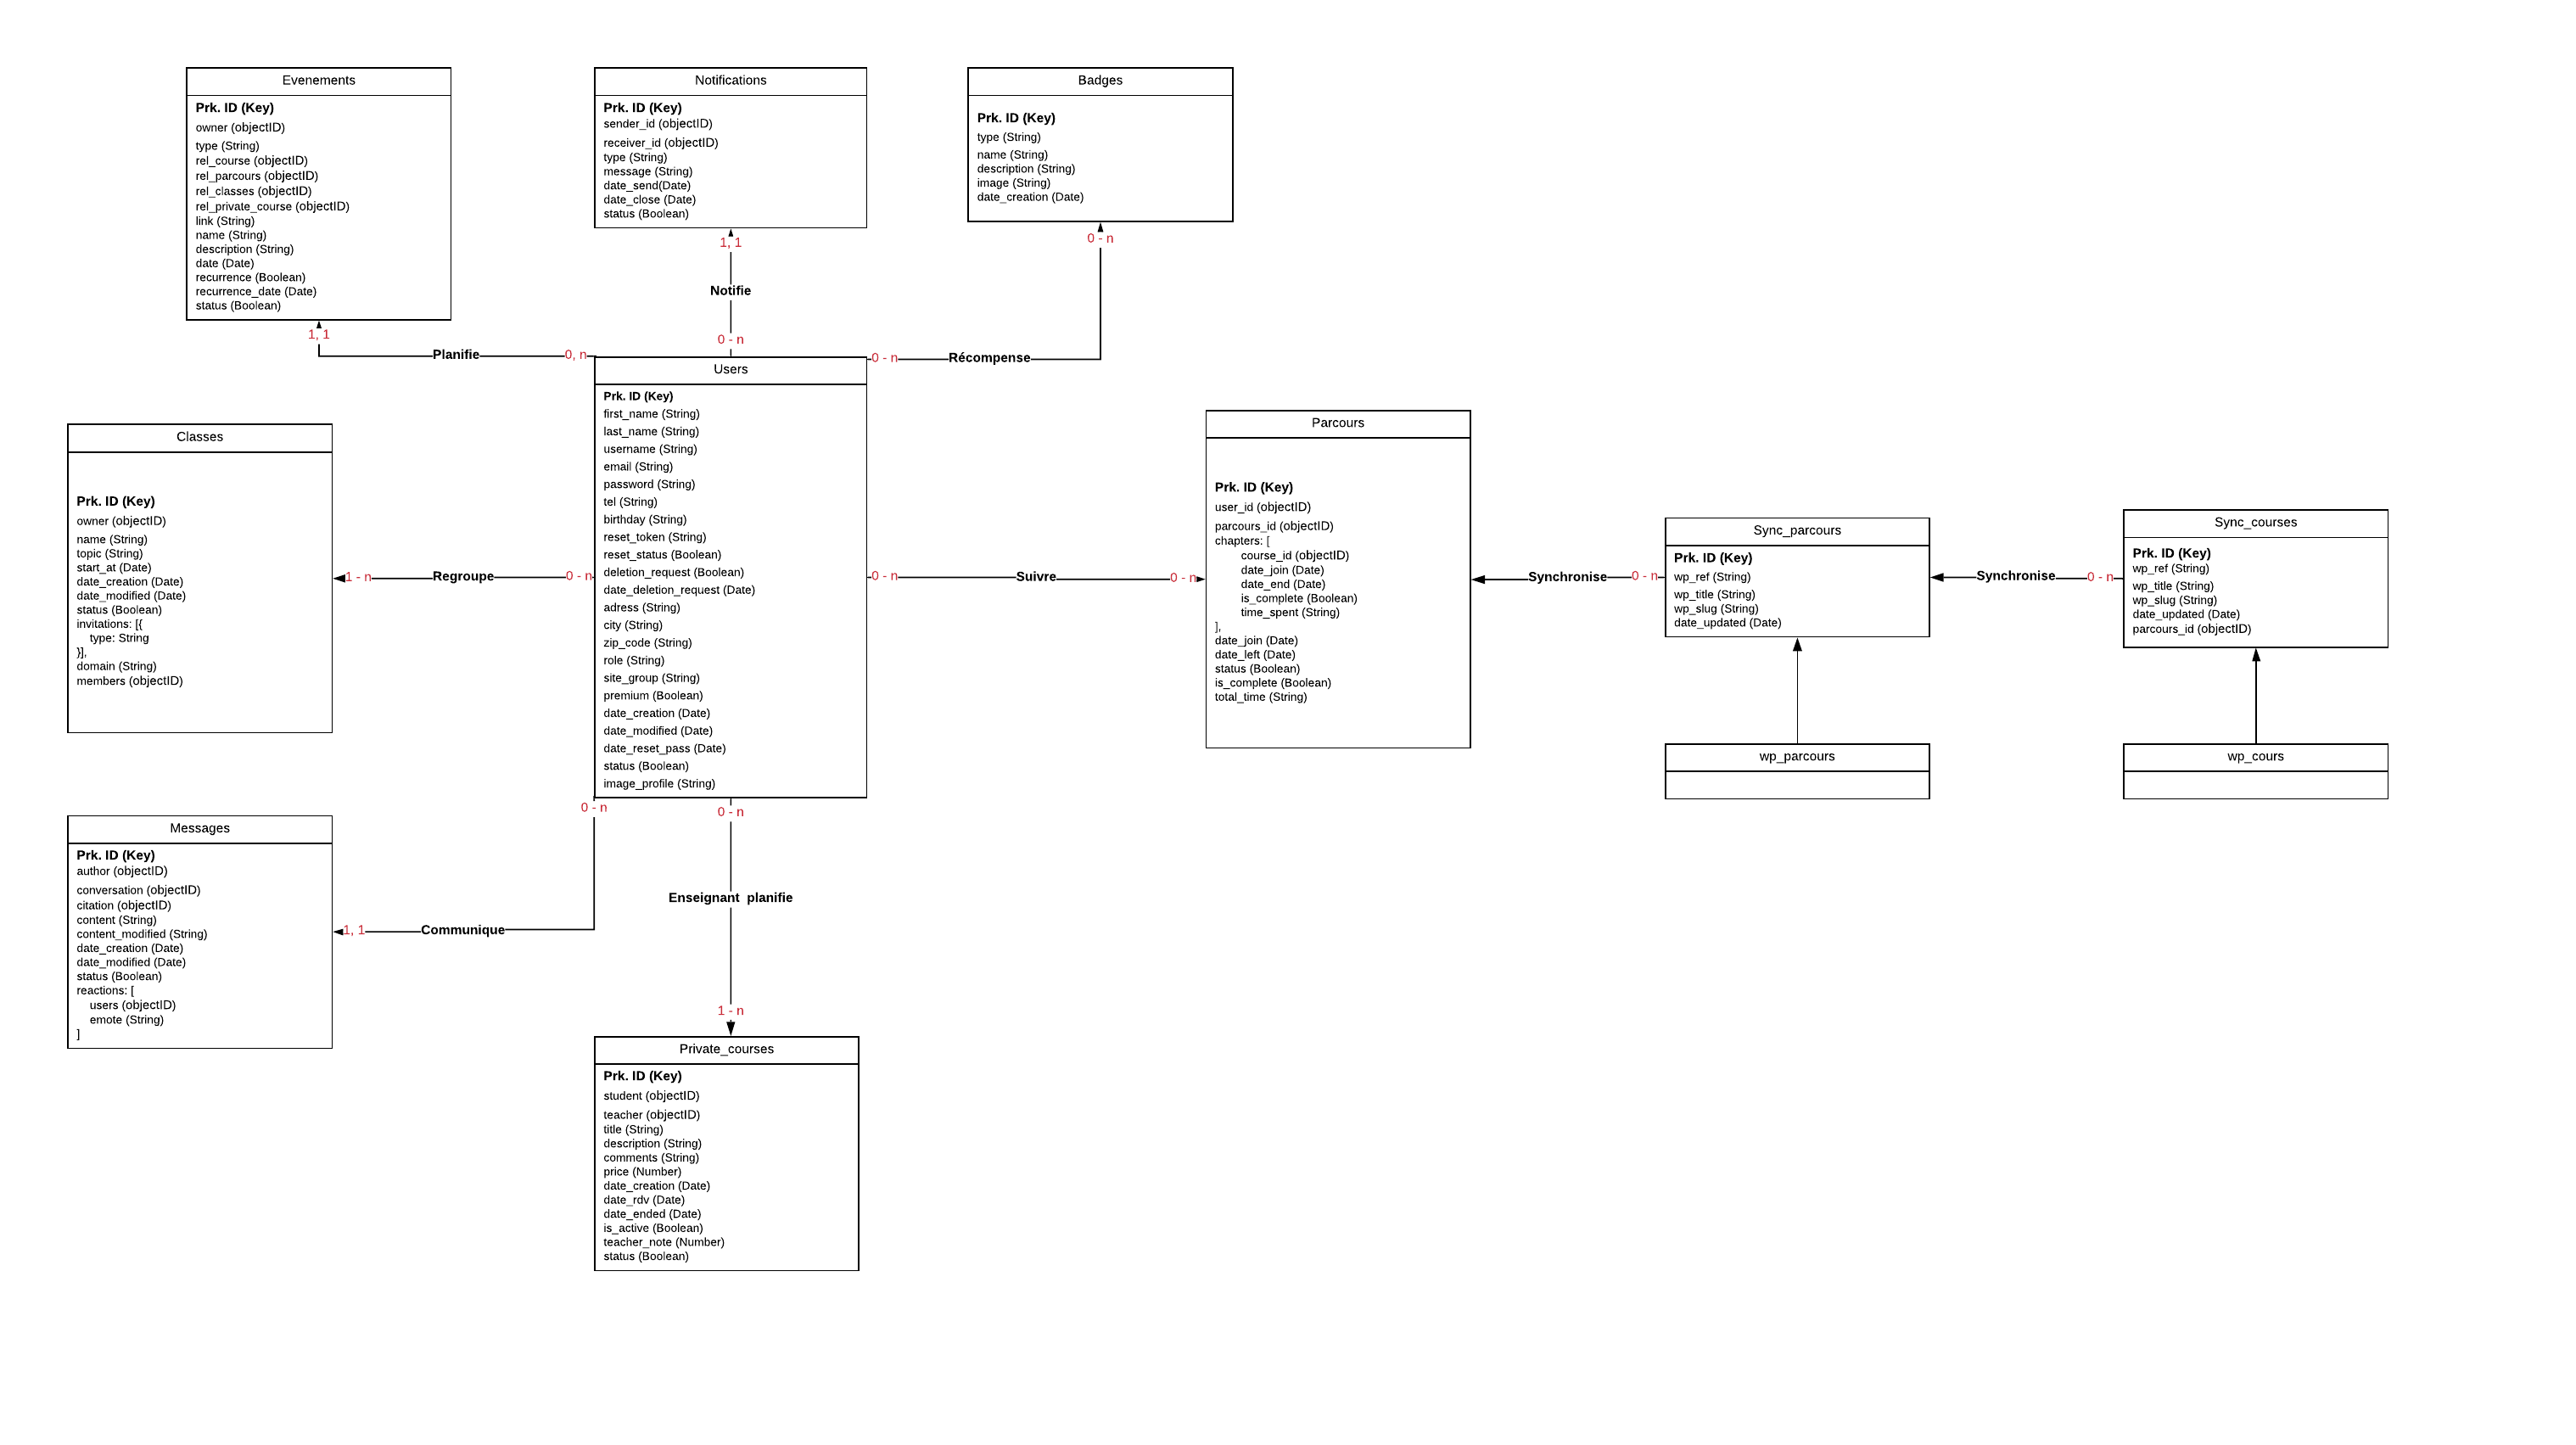 Evenements
Prk. ID (Key)
owner (objectID)
type (String)
rel_course (objectID)
rel_parcours (objectID)
rel_classes (objectID)
rel_private_course (objectID)
link (String)
name (String)
description (String)
date (Date)
recurrence (Boolean)
recurrence_date (Date)
status (Boolean)
Notifications
Prk. ID (Key)
sender_id (objectID)
receiver_id (objectID)
type (String)
message (String)
date_send(Date)
date_close (Date)
status (Boolean)
Badges
Prk. ID (Key)
type (String)
name (String)
description (String)
image (String)
date_creation (Date)
1, 1
Planifie
0, n
1, 1
Notifie
0 - n
0 - n
Récompense
0 - n
Users
Prk. ID (Key)
first_name (String)
last_name (String)
username (String)
email (String)
password (String)
tel (String)
birthday (String)
reset_token (String)
reset_status (Boolean)
deletion_request (Boolean)
date_deletion_request (Date)
adress (String)
city (String)
zip_code (String)
role (String)
site_group (String)
premium (Boolean)
date_creation (Date)
date_modified (Date)
date_reset_pass (Date)
status (Boolean)
image_profile (String)
Classes
Prk. ID (Key)
owner (objectID)
name (String)
topic (String)
start_at (Date)
date_creation (Date)
date_modified (Date)
status (Boolean)
invitations: [{
type: String
}],
domain (String)
members (objectID)
1 - n
Regroupe
0 - n
0 - n
Suivre
0 - n
Parcours
Prk. ID (Key)
user_id (objectID)
parcours_id (objectID)
chapters: [
course_id (objectID)
date_join (Date)
date_end (Date)
is_complete (Boolean)
time_spent (String)
],
date_join (Date)
date_left (Date)
status (Boolean)
is_complete (Boolean)
total_time (String)
Synchronise
0 - n
Sync_parcours
Prk. ID (Key)
wp_ref (String)
wp_title (String)
wp_slug (String)
date_updated (Date)
Synchronise
0 - n
Sync_courses
Prk. ID (Key)
wp_ref (String)
wp_title (String)
wp_slug (String)
date_updated (Date)
parcours_id (objectID)
wp_parcours
wp_cours
Messages
Prk. ID (Key)
author (objectID)
conversation (objectID)
citation (objectID)
content (String)
content_modified (String)
date_creation (Date)
date_modified (Date)
status (Boolean)
reactions: [
users (objectID)
emote (String)
]
1, 1
Communique
0 - n
0 - n
Enseignant planifie
1 - n
Private_courses
Prk. ID (Key)
student (objectID)
teacher (objectID)
title (String)
description (String)
comments (String)
price (Number)
date_creation (Date)
date_rdv (Date)
date_ended (Date)
is_active (Boolean)
teacher_note (Number)
status (Boolean)